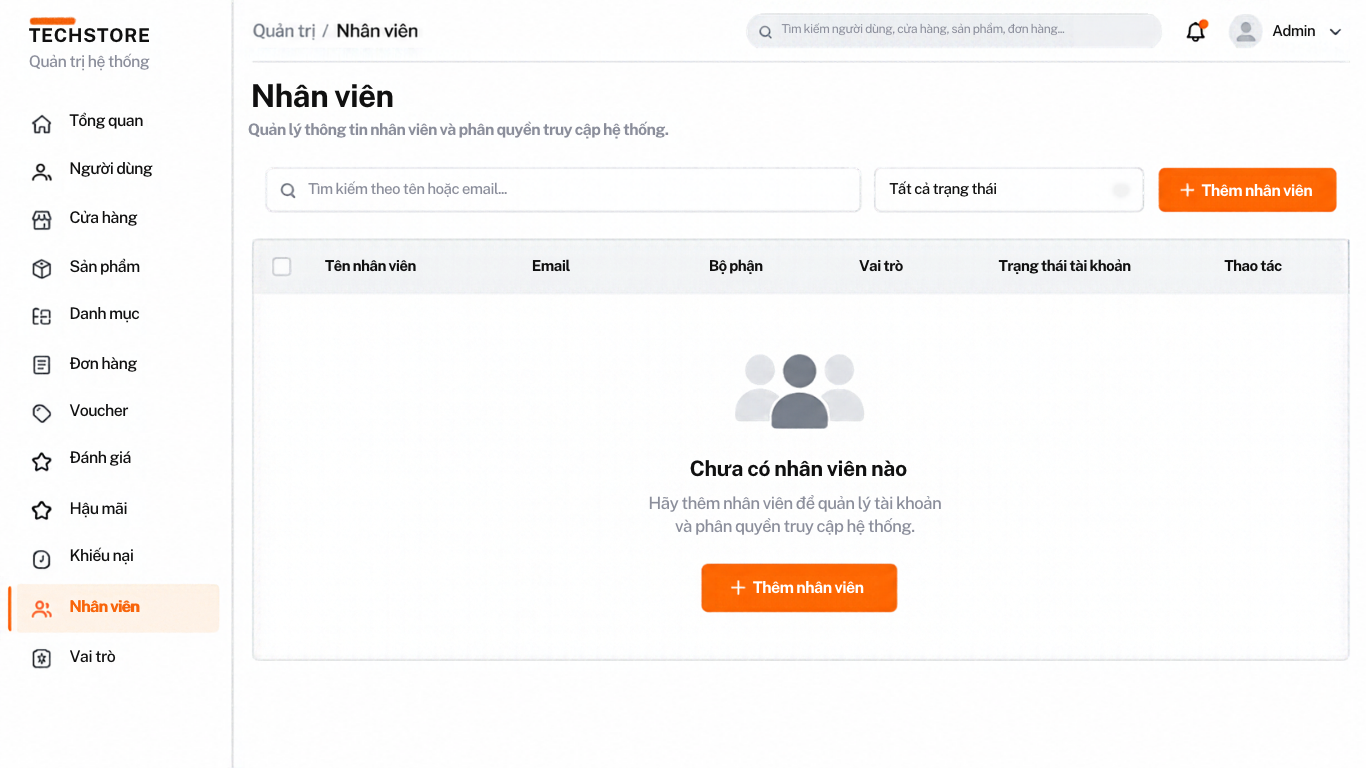 TECHSTORE
Quản trị hệ thống
Tổng quan
Người dùng
Cửa hàng
Sản phẩm
Danh mục
Đơn hàng
Voucher
Đánh giá
Hậu mãi
Khiếu nại
Nhân viên
Vai trò
Quản trị / Nhân viên
Tìm kiếm người dùng, cửa hàng, sản phẩm, đơn hàng...
Admin
Nhân viên
Quản lý thông tin nhân viên và phân quyền truy cập hệ thống.
Tìm kiếm theo tên hoặc email...
Tất cả trạng thái
+ Thêm nhân viên
Tên nhân viên Email Bộ phận Vai trò Trạng thái tài khoản Thao tác
Chưa có nhân viên nào
Hãy thêm nhân viên để quản lý tài khoản
và phân quyền truy cập hệ thống.
+ Thêm nhân viên